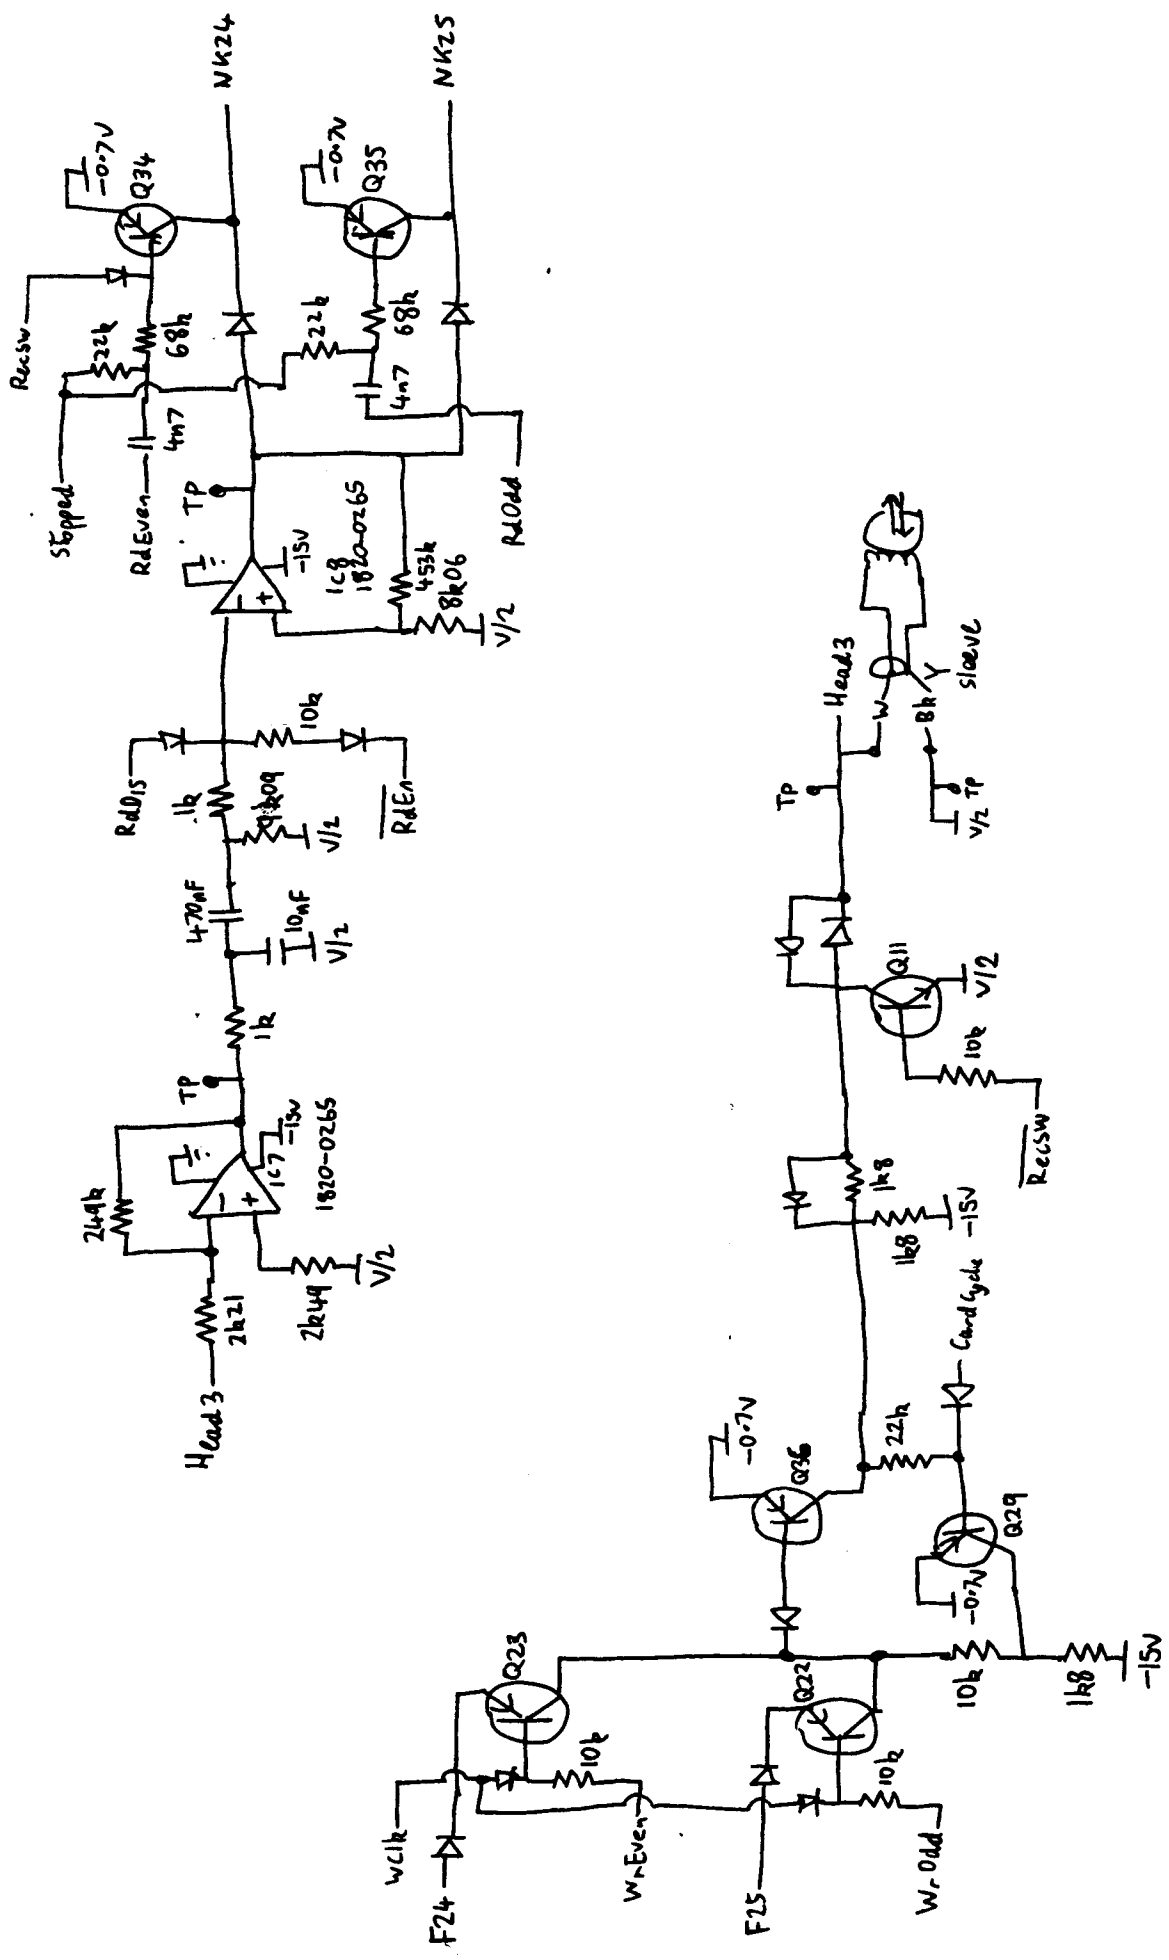 Head3
2k21
249k
2k49
V/2
-
+
IC7
-15v
1820-0265
TP
1k
470nF
10nF
V/2
1k
V/2
RdDis
10k
RdEn
-
+
TP
-15v
IC8
1820-0265
453k
8k06
V/2
Stopped
RdEven
4n7
22k
68k
Recsw
-0.7V
Q34
NK24
22k
4n7
68k
RdOdd
-0.7V
Q35
NK25
WClk
F24
Q23
10k
WrEven
F25
Q22
10k
WrOdd
10k
1k8
-15V
Q36
-0.7V
Q29
-0.7V
22k
CardCycle
1k8
1k8
-15V
Recsw
10k
Q11
V/2
TP
Head3
W
Bk
TP
V/2
Sleeve